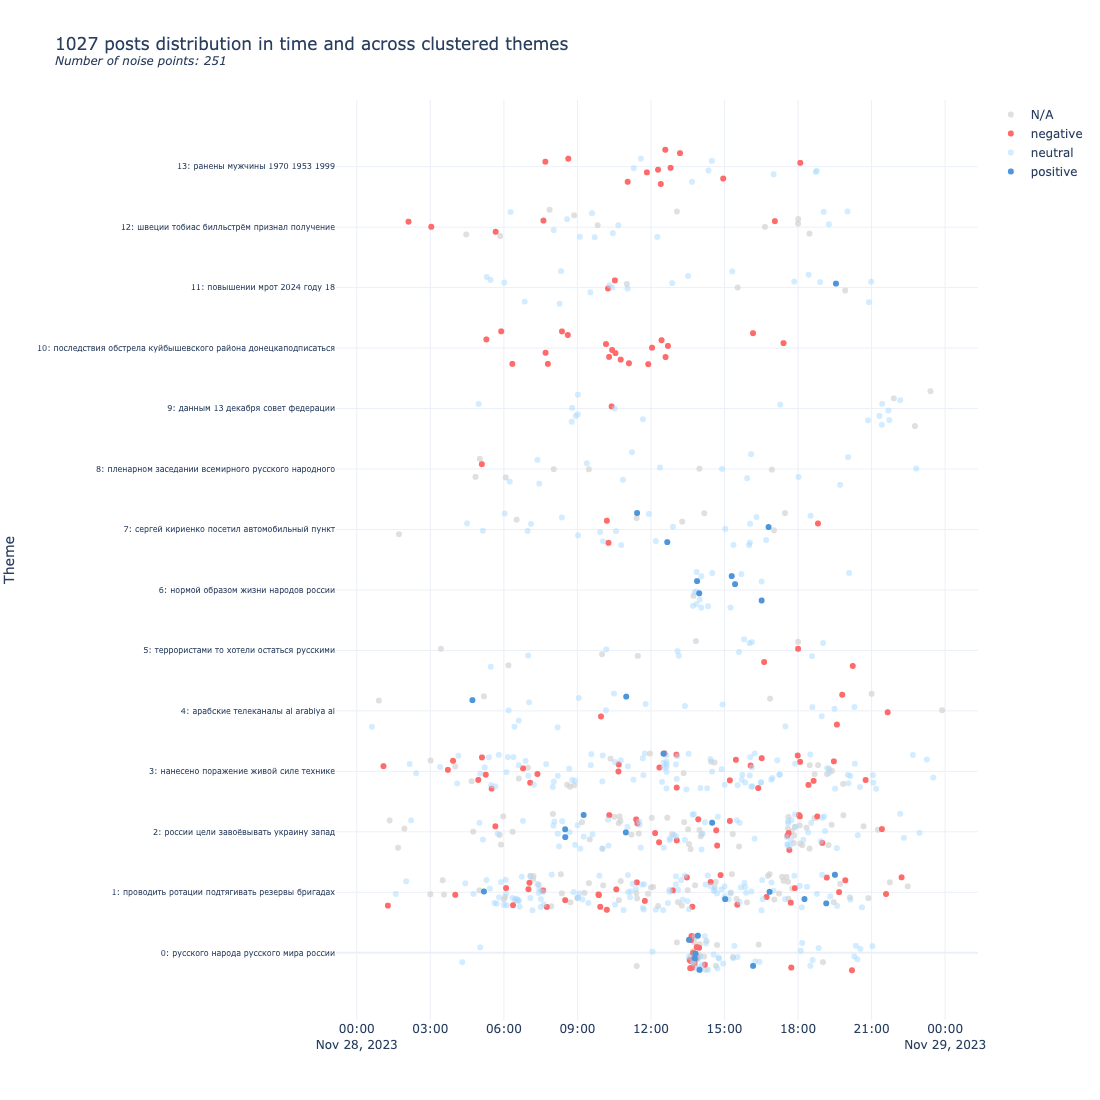 1027 posts distribution in time and across clustered themes
Number of noise points: 251
N/A
negative
neutral
positive
13: ранены мужчины 1970 1953 1999
12: швеции тобиас билльстрём признал получение
11: повышении мрот 2024 году 18
10: последствия обстрела куйбышевского района донецкаподписаться
9: данным 13 декабря совет федерации
8: пленарном заседании всемирного русского народного
7: сергей кириенко посетил автомобильный пункт
6: нормой образом жизни народов россии
5: террористами то хотели остаться русскими
4: арабские телеканалы al arabiya al
3: нанесено поражение живой силе технике
2: россии цели завоёвывать украину запад
1: проводить ротации подтягивать резервы бригадах
0: русского народа русского мира россии
Theme
00:00 03:00 06:00 09:00 12:00 15:00 18:00 21:00 00:00
Nov 28, 2023 Nov 29, 2023